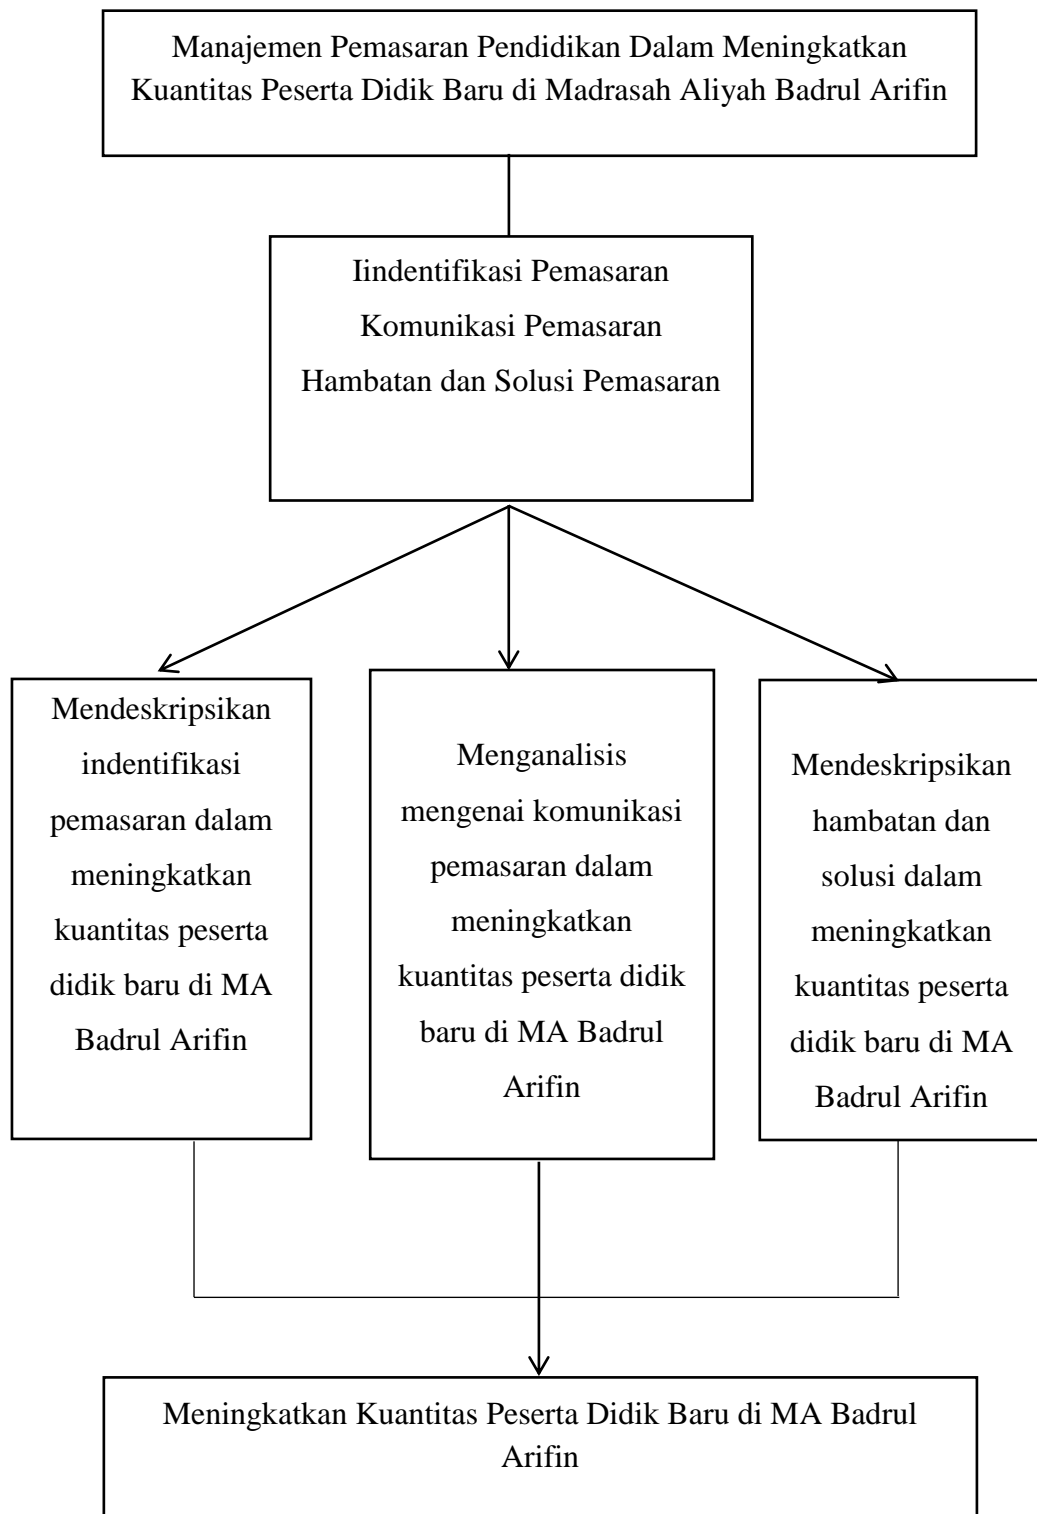 Manajemen Pemasaran Pendidikan Dalam Meningkatkan
Kuantitas Peserta Didik Baru di Madrasah Aliyah Badrul Arifin
Iindentifikasi Pemasaran
Komunikasi Pemasaran
Hambatan dan Solusi Pemasaran
Mendeskripsikan
indentifikasi
pemasaran dalam
meningkatkan
kuantitas peserta
didik baru di MA
Badrul Arifin
Menganalisis
mengenai komunikasi
pemasaran dalam
meningkatkan
kuantitas peserta didik
baru di MA Badrul
Arifin
Mendeskripsikan
hambatan dan
solusi dalam
meningkatkan
kuantitas peserta
didik baru di MA
Badrul Arifin
Meningkatkan Kuantitas Peserta Didik Baru di MA Badrul
Arifin